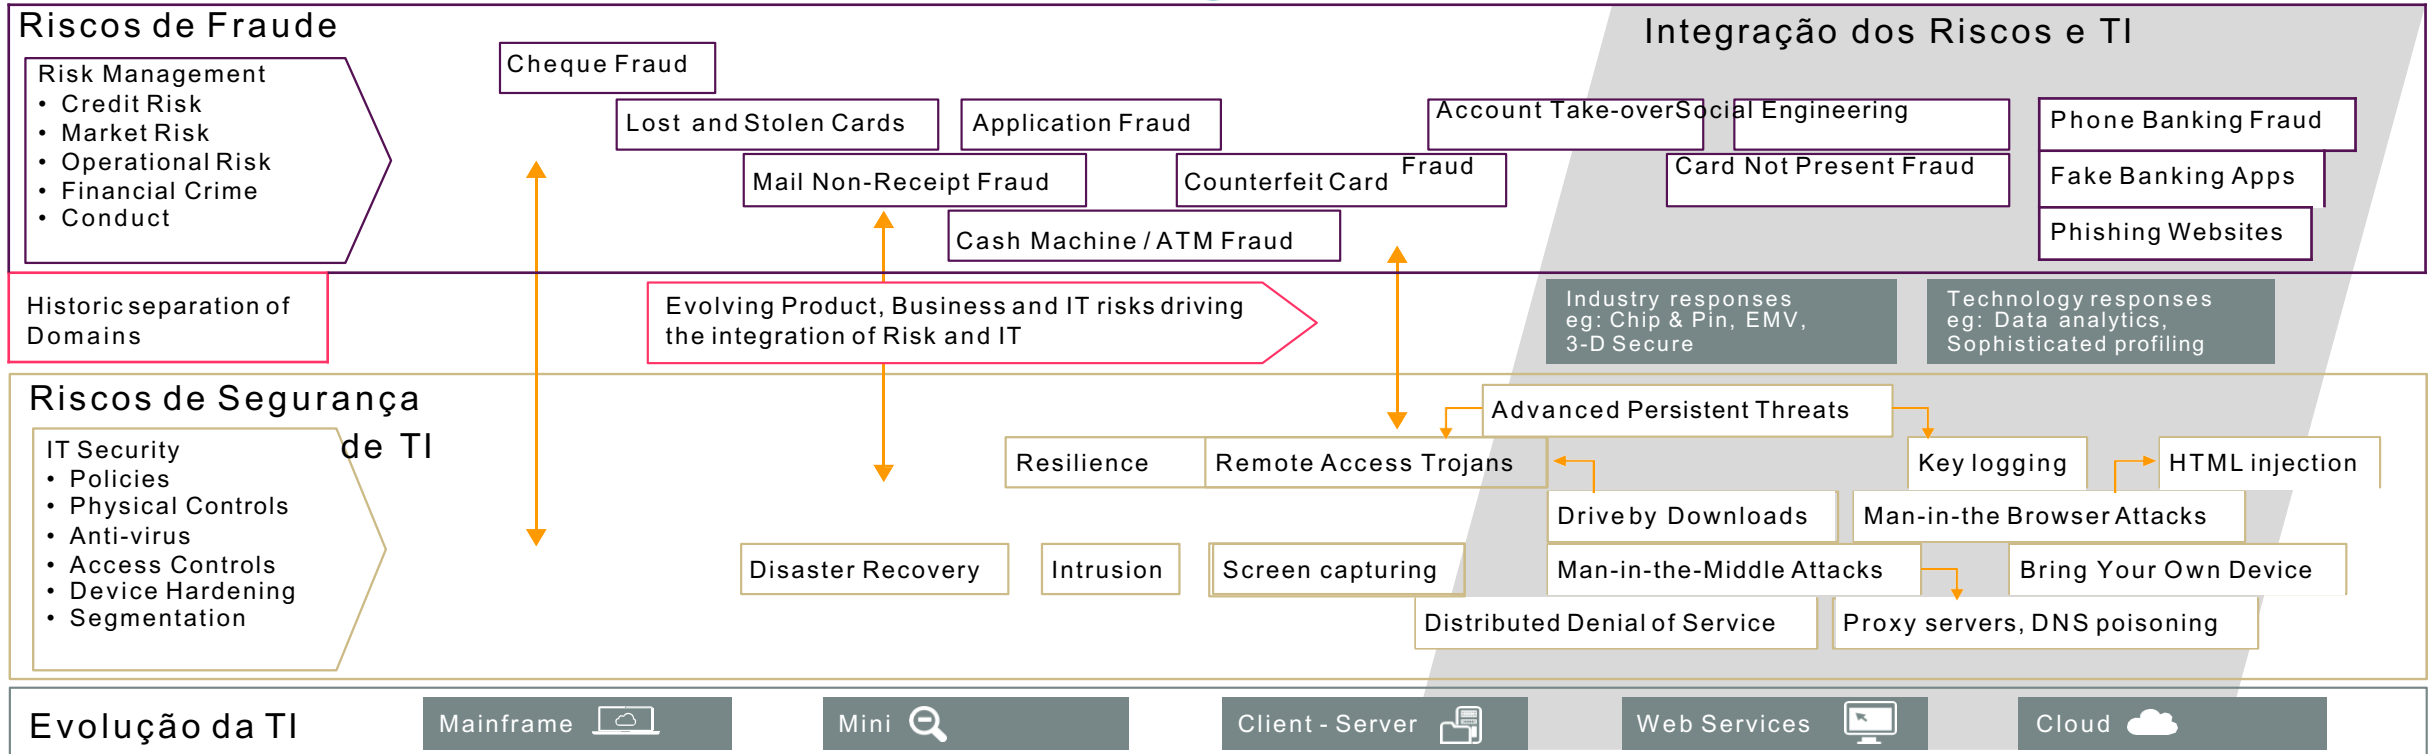 Riscos de Fraude
Integração dos Riscos e TI
Risk Management
• Credit Risk
• Market Risk
• Operational Risk
• Financial Crime
• Conduct
Cheque Fraud
Lost and Stolen Cards
Application Fraud
Account Take-over
Social Engineering
Phone Banking Fraud
Mail Non-Receipt Fraud
Counterfeit Card Fraud
Card Not Present Fraud
Fake Banking Apps
Cash Machine / ATM Fraud
Phishing Websites
Historic separation of
Domains
Evolving Product, Business and IT risks driving
the integration of Risk and IT
Industry responses
eg: Chip & Pin, EMV,
3-D Secure
Technology responses
eg: Data analytics,
Sophisticated profiling
Riscos de Segurança
de TI
IT Security
• Policies
• Physical Controls
• Anti-virus
• Access Controls
• Device Hardening
• Segmentation
Advanced Persistent Threats
Resilience
Remote Access Trojans
Key logging
HTML injection
Driveby Downloads
Man-in-the Browser Attacks
Disaster Recovery
Intrusion
Screen capturing
Man-in-the-Middle Attacks
Bring Your Own Device
Distributed Denial of Service
Proxy servers, DNS poisoning
Evolução da TI
Mainframe
Mini
Client - Server
Web Services
Cloud